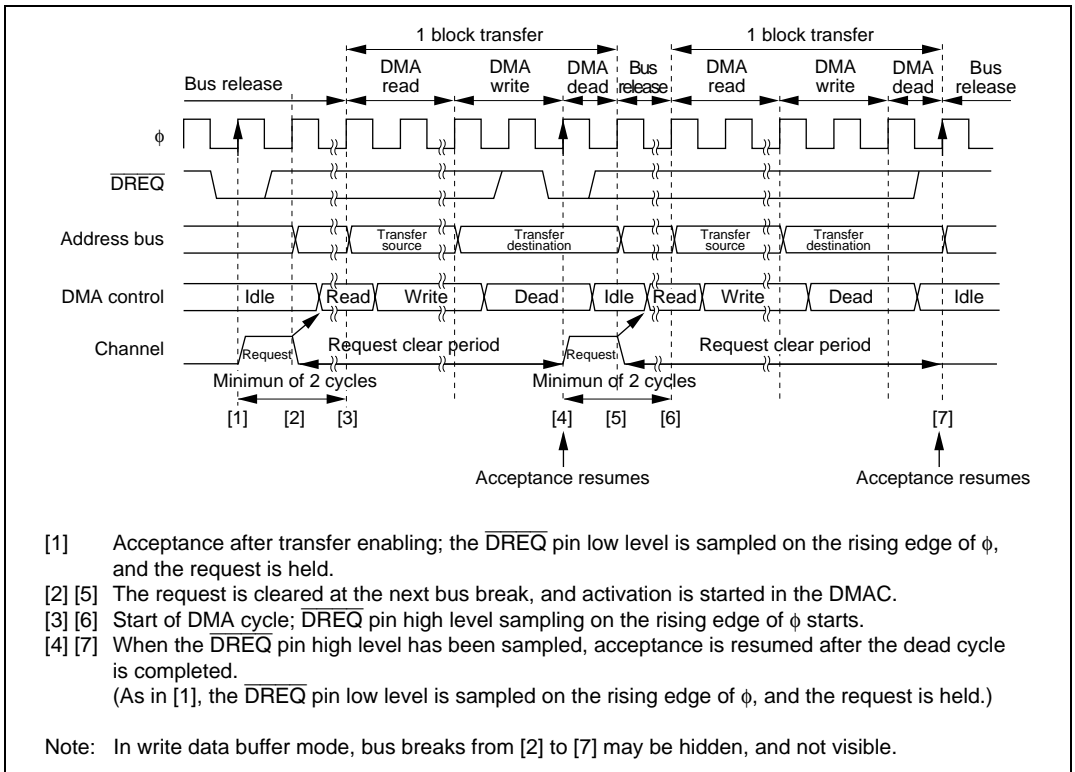 1 block transfer 1 block transfer
DMA DMA DMA Bus DMA DMA DMA Bus
Bus release read write dead release read write dead release
ϕ
DREQ
Address bus Transfer source Transfer destination Transfer source Transfer destination
DMA control Idle Read Write Dead Idle Read Write Dead Idle
Channel Request Request clear period Request Request clear period
Minimun of 2 cycles Minimun of 2 cycles
[1] [2] [3] [4] [5] [6] [7]
Acceptance resumes Acceptance resumes
[1] Acceptance after transfer enabling; the DREQ pin low level is sampled on the rising edge of ϕ,
and the request is held.
[2] [5] The request is cleared at the next bus break, and activation is started in the DMAC.
[3] [6] Start of DMA cycle; DREQ pin high level sampling on the rising edge of ϕ starts.
[4] [7] When the DREQ pin high level has been sampled, acceptance is resumed after the dead cycle
is completed.
(As in [1], the DREQ pin low level is sampled on the rising edge of ϕ, and the request is held.)
Note: In write data buffer mode, bus breaks from [2] to [7] may be hidden, and not visible.